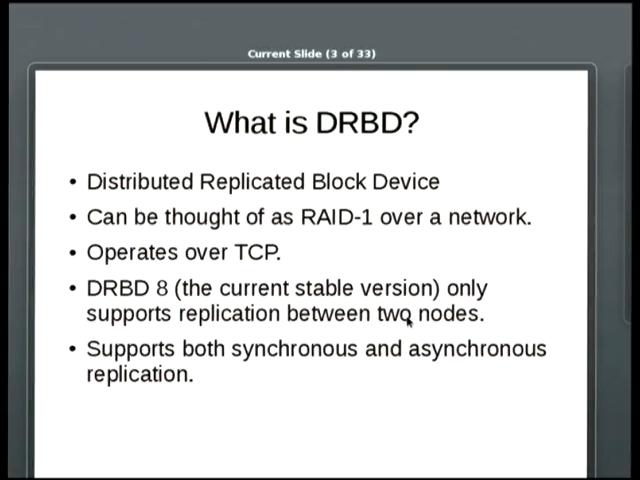 Current Slide (3 of 33)
What is DRBD?
• Distributed Replicated Block Device
• Can be thought of as RAID-1 over a network.
• Operates over TCP.
• DRBD 8 (the current stable version) only
supports replication between two nodes.
• Supports both synchronous and asynchronous
replication.